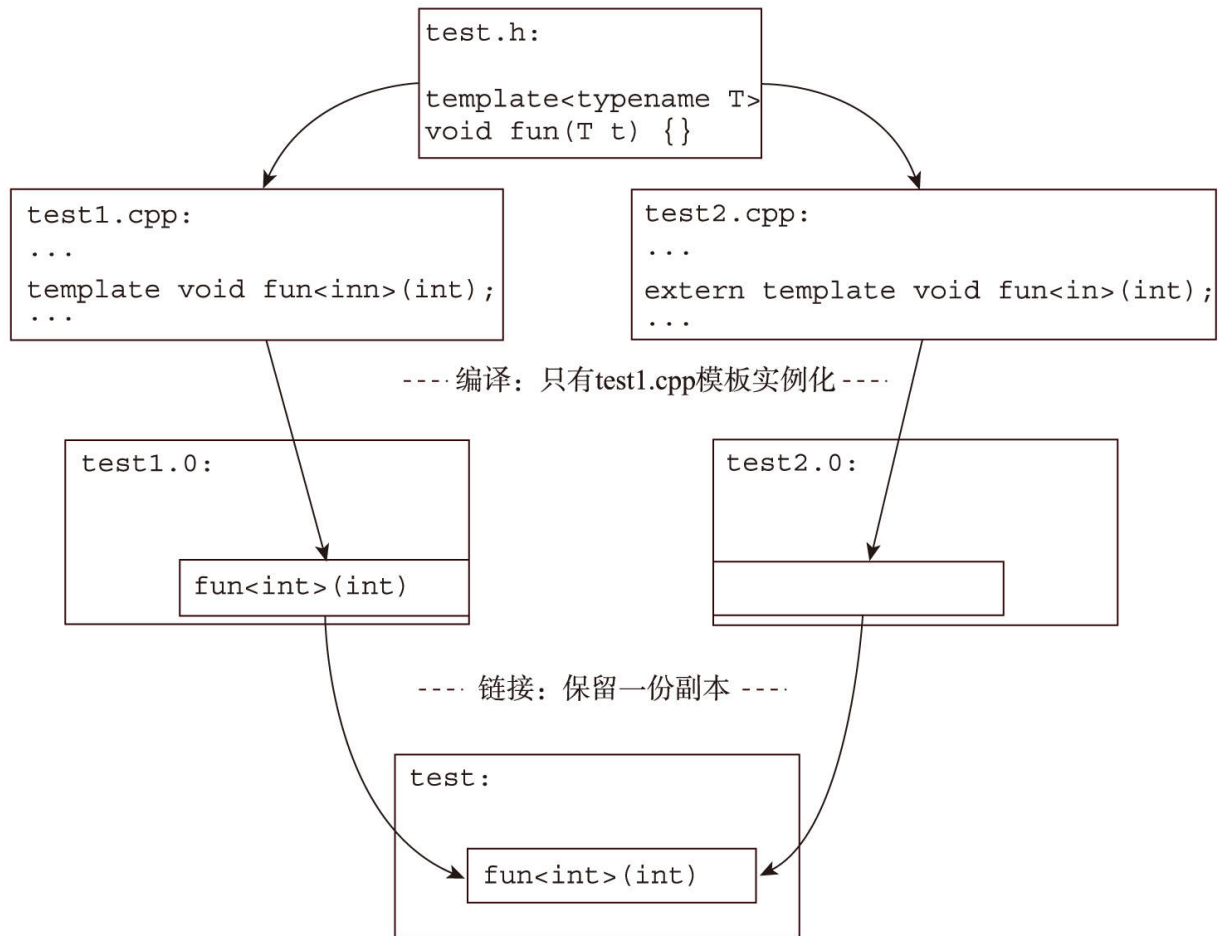 test.h:
template<typename T>
void fun(T t) {}
test1.cpp:
...
template void fun<inn>(int);
...
test2.cpp:
...
extern template void fun<in>(int);
...
---- 编译：只有test1.cpp模板实例化 ----
test1.0:
fun<int>(int)
test2.0:
---- 链接：保留一份副本 ----
test:
fun<int>(int)